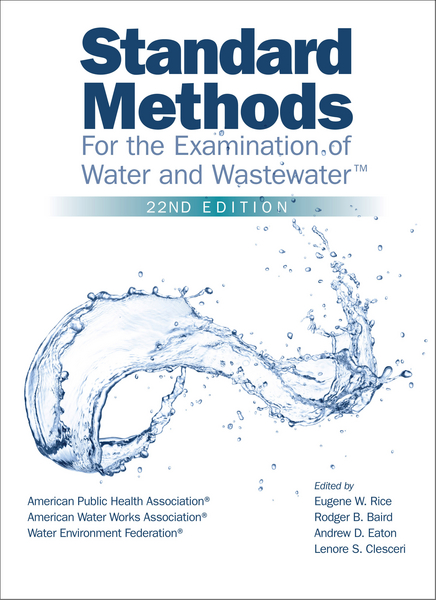 Standard
Methods
For the Examination of
Water and Wastewater™
22ND EDITION
American Public Health Association®
American Water Works Association®
Water Environment Federation®
Edited by
Eugene W. Rice
Rodger B. Baird
Andrew D. Eaton
Lenore S. Clesceri